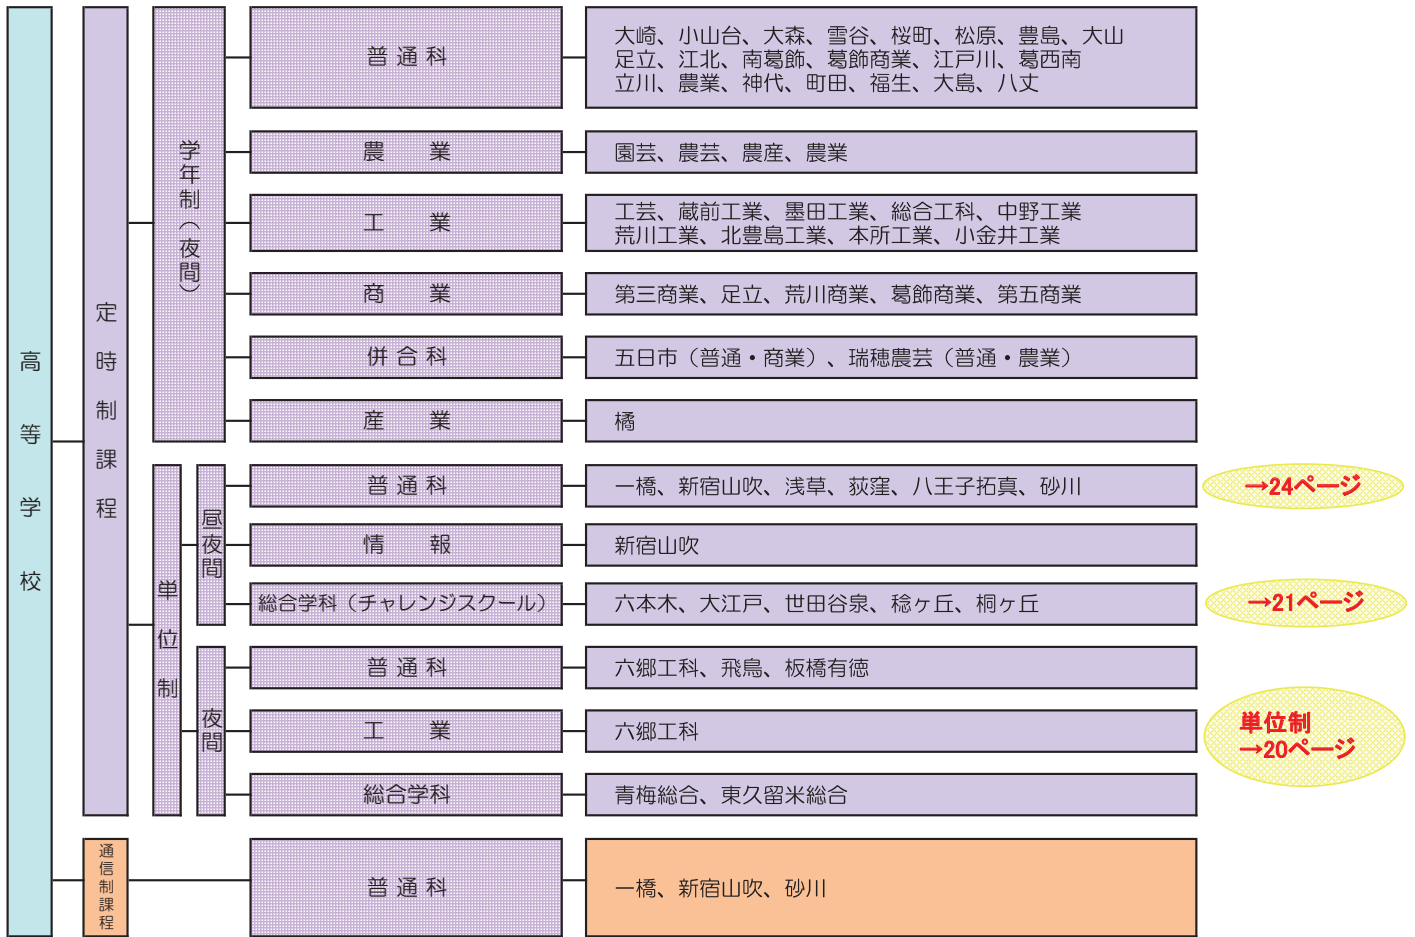 高等学校
定時制課程
学年制（夜間）
普通科
大崎、小山台、大森、雪谷、桜町、松原、豊島、大山
足立、江北、南葛飾、葛飾商業、江戸川、葛西南
立川、農業、神代、町田、福生、大島、八丈
農業
園芸、農芸、農産、農業
工業
工芸、蔵前工業、墨田工業、総合工科、中野工業
荒川工業、北豊島工業、本所工業、小金井工業
商業
第三商業、足立、荒川商業、葛飾商業、第五商業
併合科
五日市（普通・商業）、瑞穂農芸（普通・農業）
産業
橘
単位制
昼夜間
普通科
一橋、新宿山吹、浅草、荻窪、八王子拓真、砂川
→24ページ
情報
新宿山吹
総合学科（チャレンジスクール）
六本木、大江戸、世田谷泉、稔ヶ丘、桐ヶ丘
→21ページ
夜間
普通科
六郷工科、飛鳥、板橋有徳
工業
六郷工科
単位制
→20ページ
総合学科
青梅総合、東久留米総合
通信制課程
普通科
一橋、新宿山吹、砂川